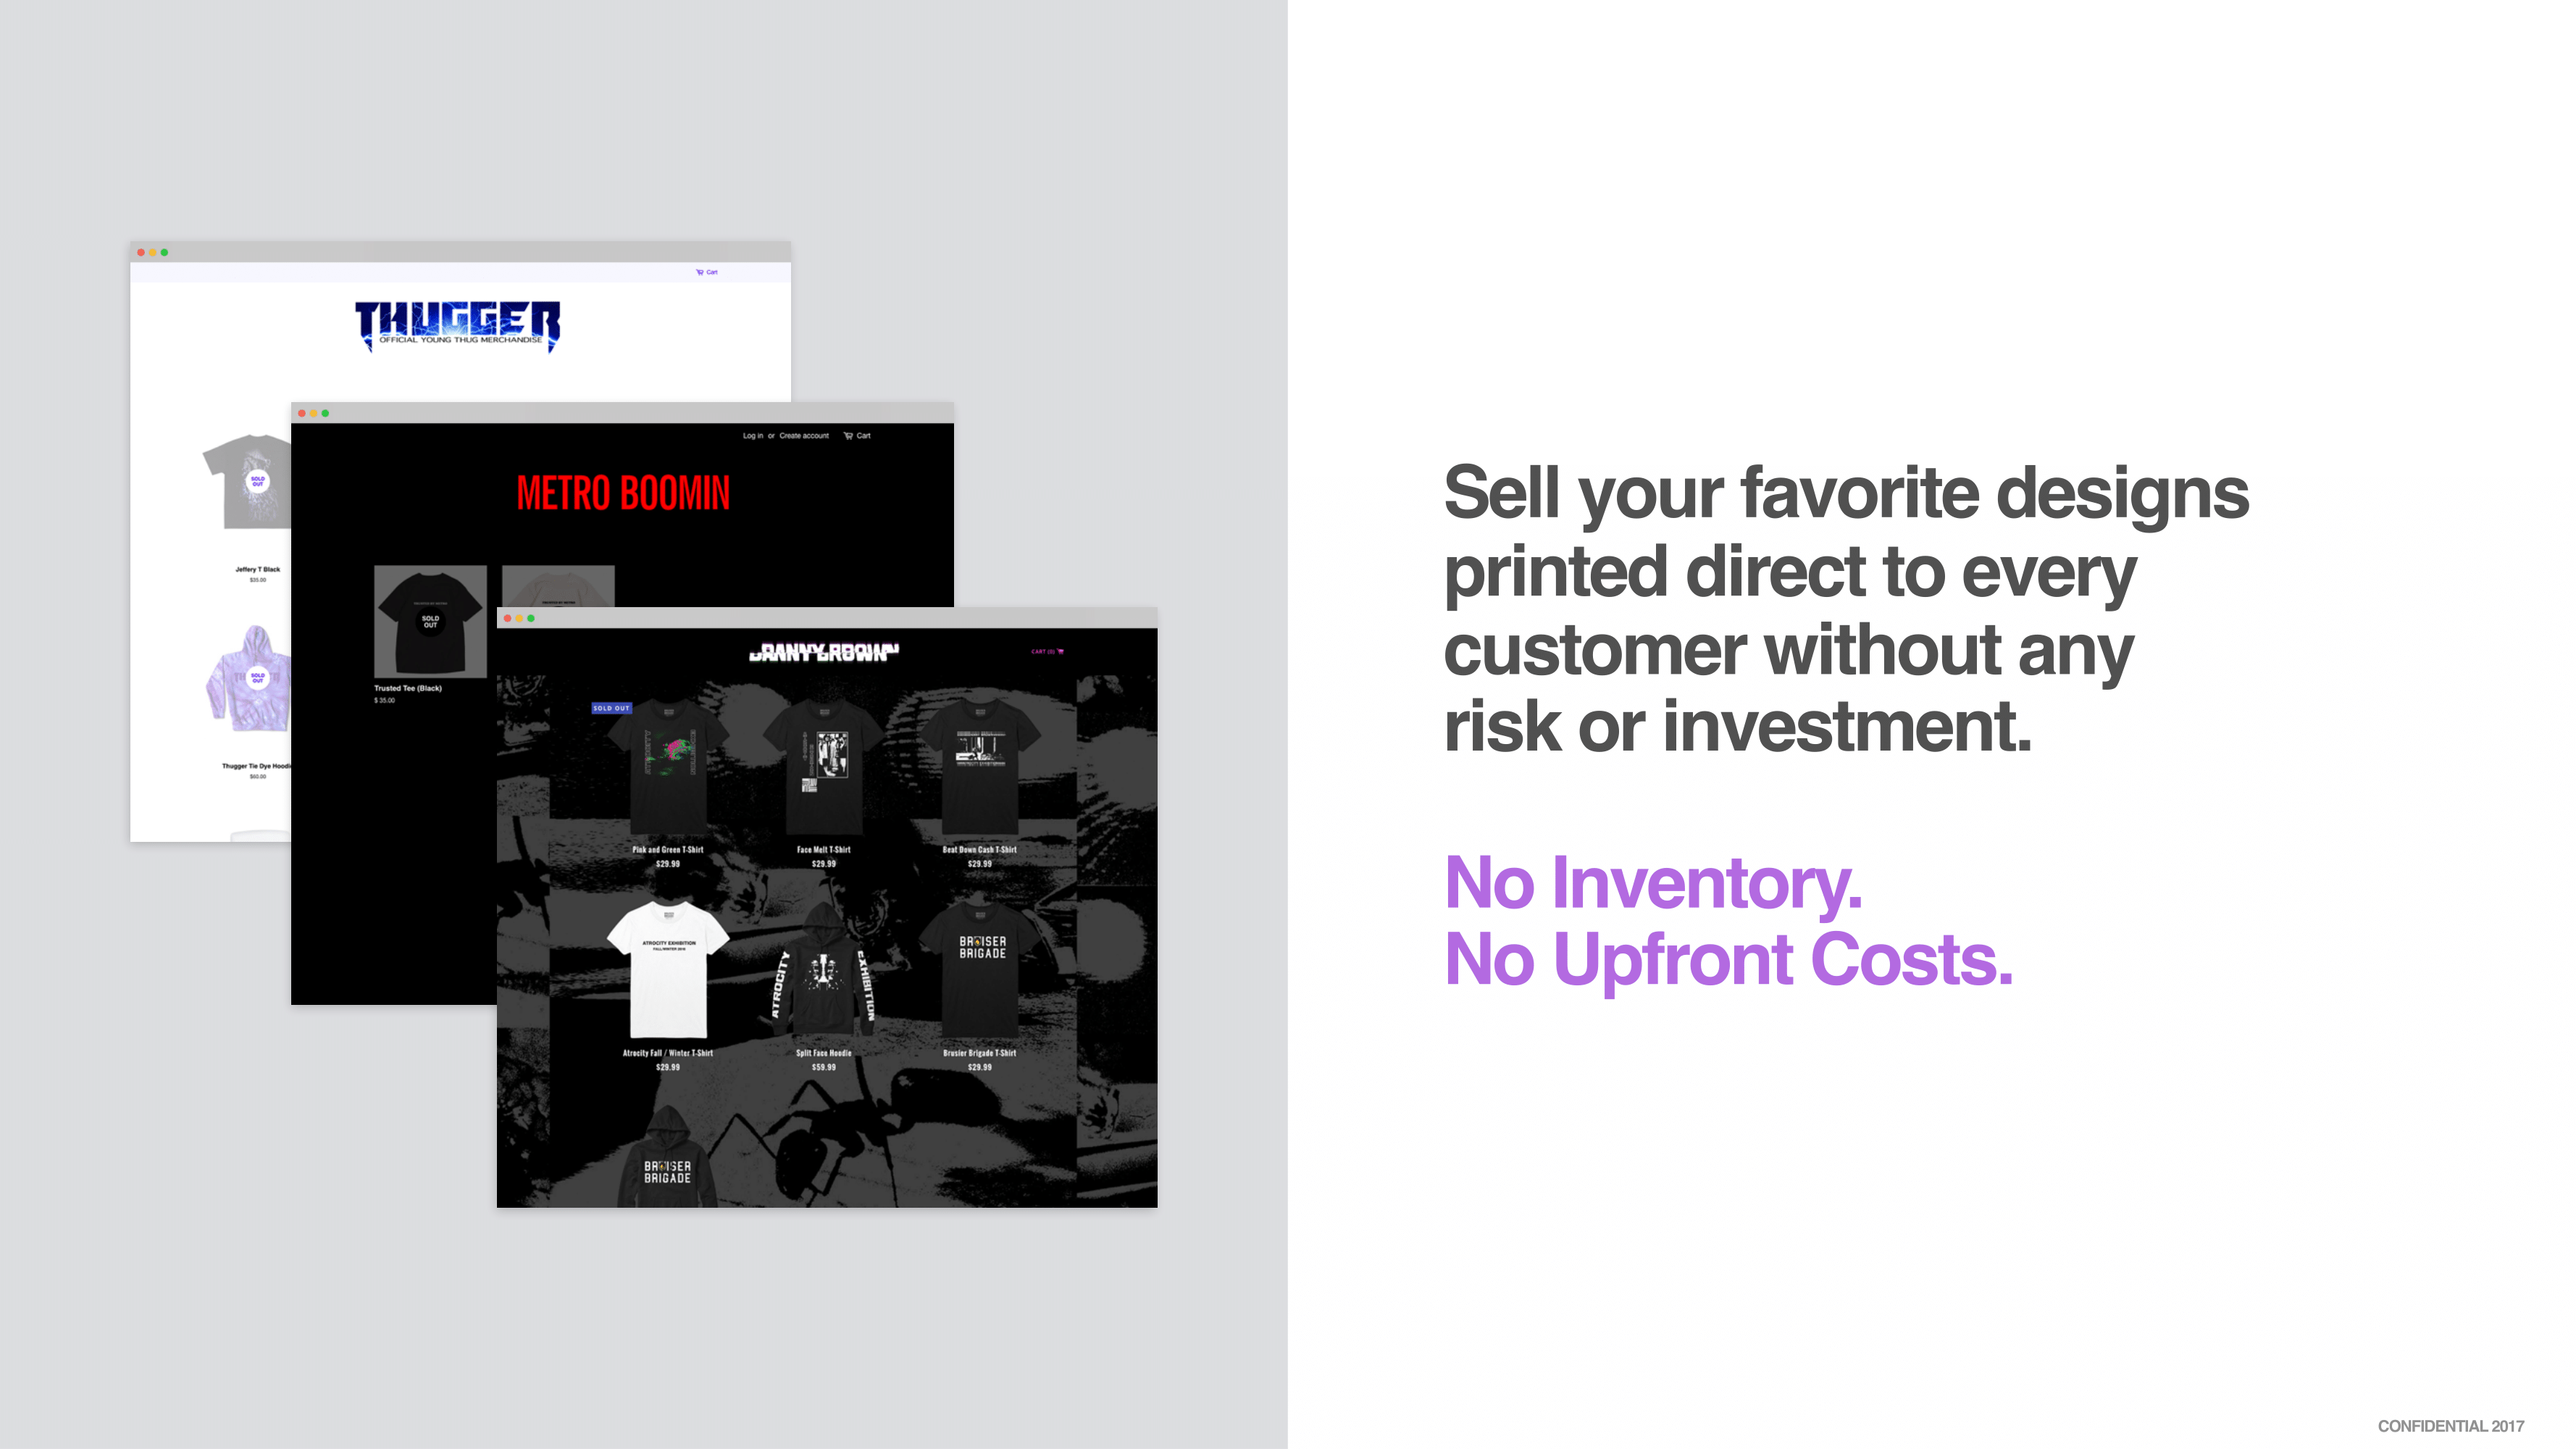 Cart
THUGGER
OFFICIAL YOUNG THUG MERCHANDISE
SOLD
OUT
Jeffery T Black
$35.00
SOLD
OUT
Thugger Tie Dye Hoodi
$60.00
Log in or Create account Cart
METRO BOOMIN
SOLD
OUT
Trusted Tee (Black)
$ 35.00
DANNY BROWN
CART (0)
SOLD OUT
Pink and Green T-Shirt
$29.99
Face Melt T-Shirt
$29.99
Beat Down Cash T-Shirt
$29.99
ATROCITY EXHIBITION
FALL/WINTER 2016
Atrocity Fall / Winter T-Shirt
$29.99
ATROCITY
EXHIBITION
Split Face Hoodie
$59.99
BRUISER
BRIGADE
Brusier Brigade T-Shirt
$29.99
BRUISER
BRIGADE
Sell your favorite designs
printed direct to every
customer without any
risk or investment.
No Inventory.
No Upfront Costs.
CONFIDENTIAL 2017